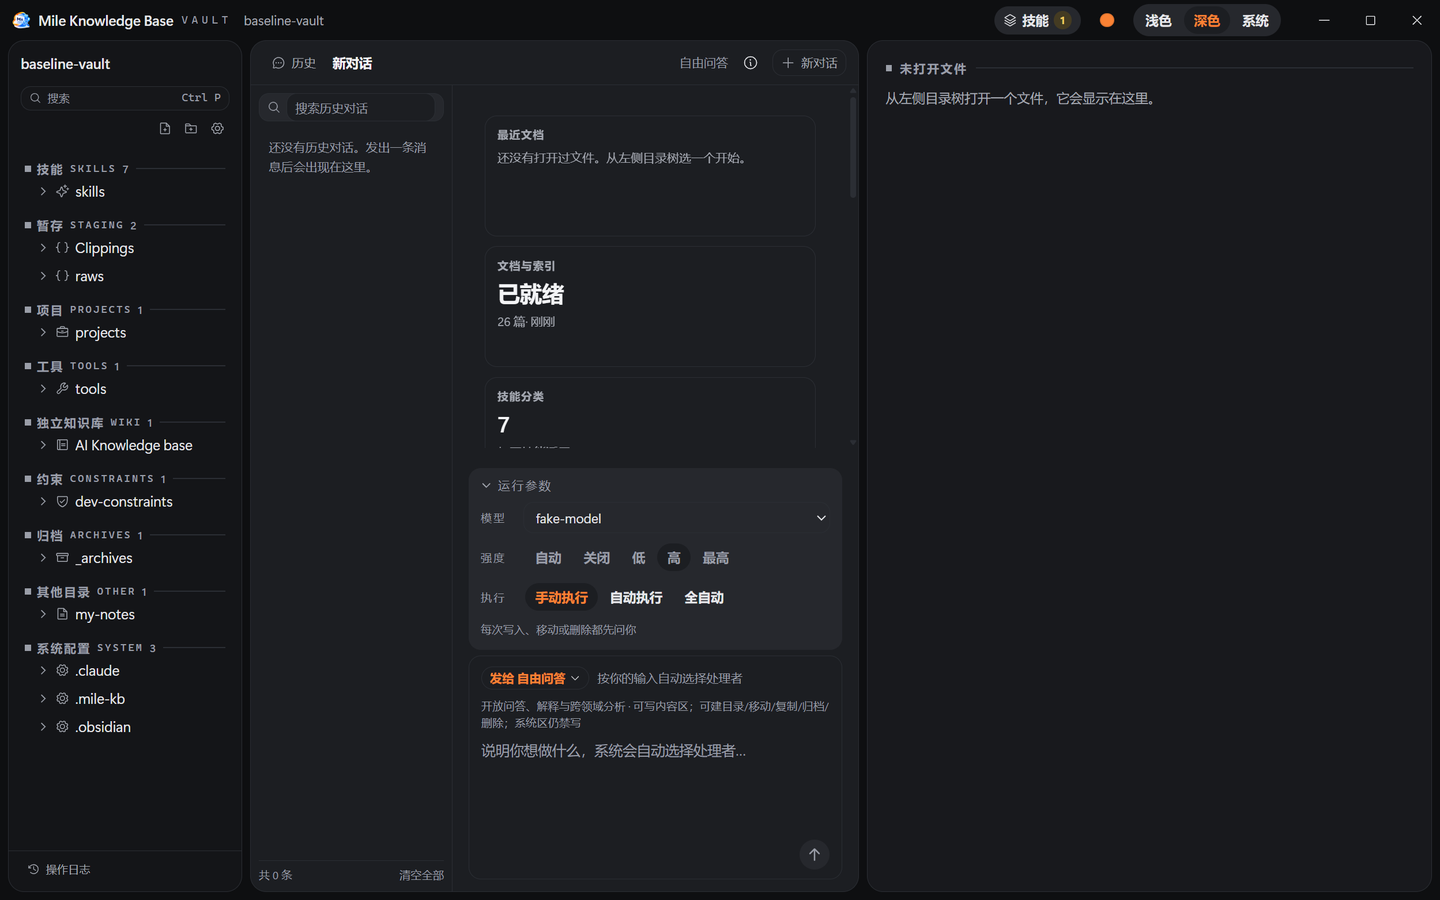 Mile Knowledge Base VAULT baseline-vault
技能 1
浅色 深色 系统
baseline-vault
搜索 Ctrl P
技能 SKILLS 7
skills
暂存 STAGING 2
Clippings
raws
项目 PROJECTS 1
projects
工具 TOOLS 1
tools
独立知识库 WIKI 1
AI Knowledge base
约束 CONSTRAINTS 1
dev-constraints
归档 ARCHIVES 1
_archives
其他目录 OTHER 1
my-notes
系统配置 SYSTEM 3
.claude
.mile-kb
.obsidian
操作日志
历史 新对话
自由问答 新对话
搜索历史对话
还没有历史对话。发出一条消
息后会出现在这里。
共 0 条 清空全部
最近文档
还没有打开过文件。从左侧目录树选一个开始。
文档与索引
已就绪
26 篇· 刚刚
技能分类
7
运行参数
模型 fake-model
强度 自动 关闭 低 高 最高
执行 手动执行 自动执行 全自动
每次写入、移动或删除都先问你
发给 自由问答 按你的输入自动选择处理者
开放问答、解释与跨领域分析 · 可写内容区；可建目录/移动/复制/归档/
删除；系统区仍禁写
说明你想做什么，系统会自动选择处理者...
未打开文件
从左侧目录树打开一个文件，它会显示在这里。